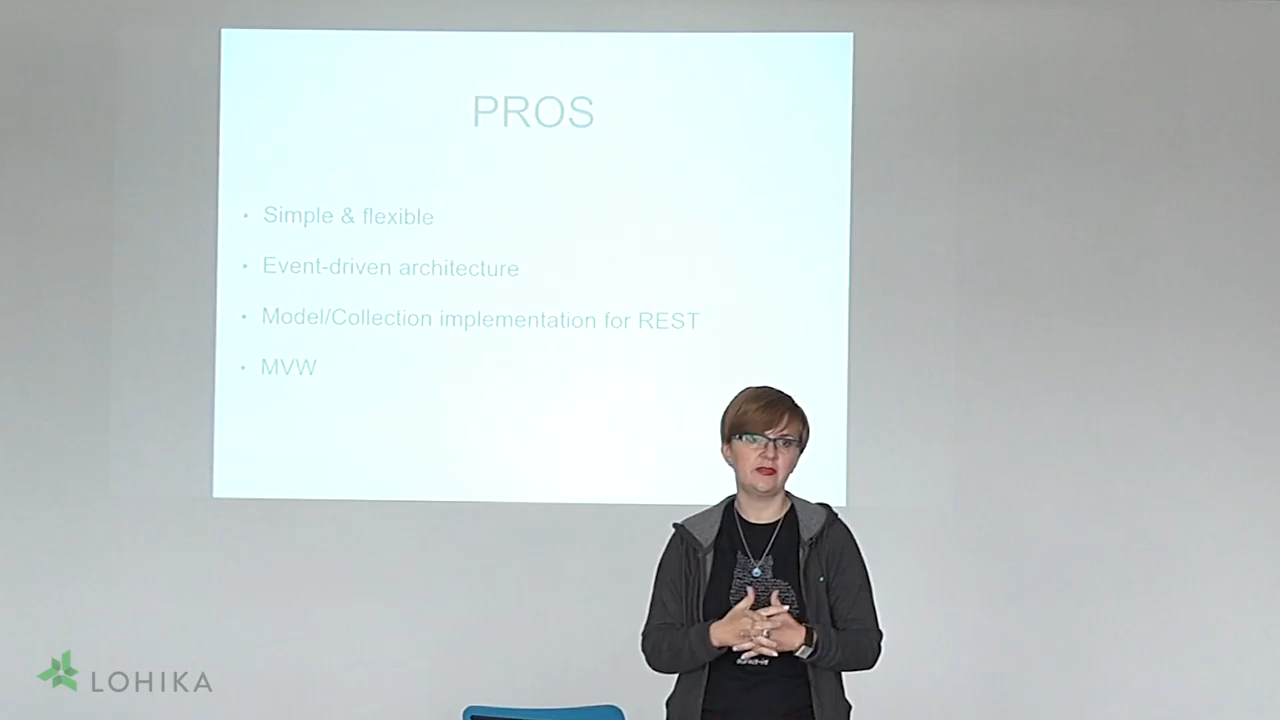 PROS
• Simple & flexible
• Event-driven architecture
• Model/Collection implementation for REST
• MVW
LOHIKA